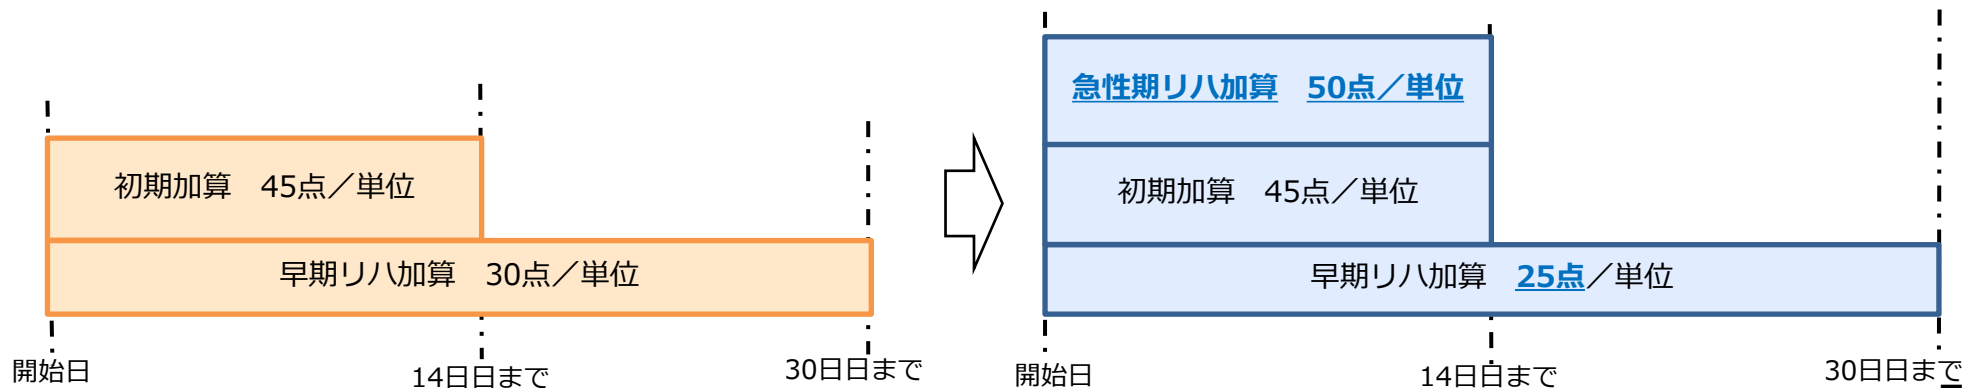 初期加算　45点／単位
早期リハ加算　30点／単位
開始日
14日日まで
30日日まで
急性期リハ加算　50点／単位
初期加算　45点／単位
早期リハ加算　25点／単位
開始日
14日日まで
30日日まで